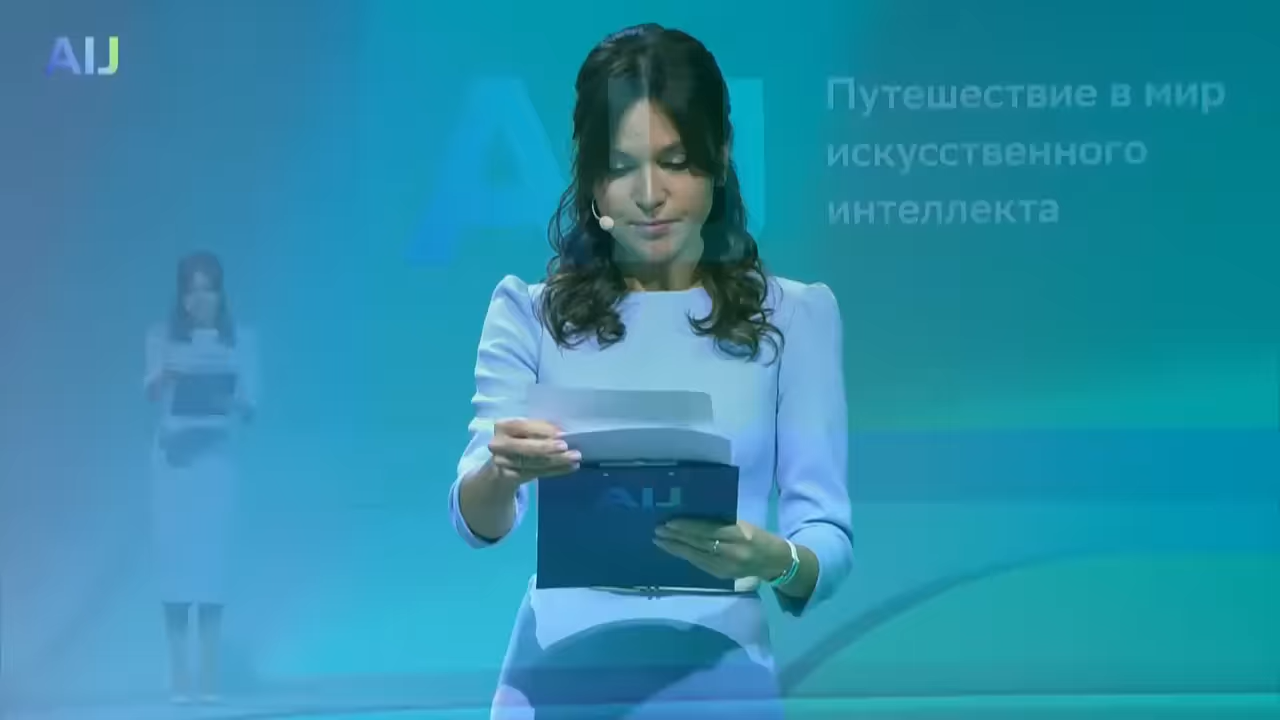 AIJ
AIJ
Путешествие в мир
искусственного
интеллекта
AIJ